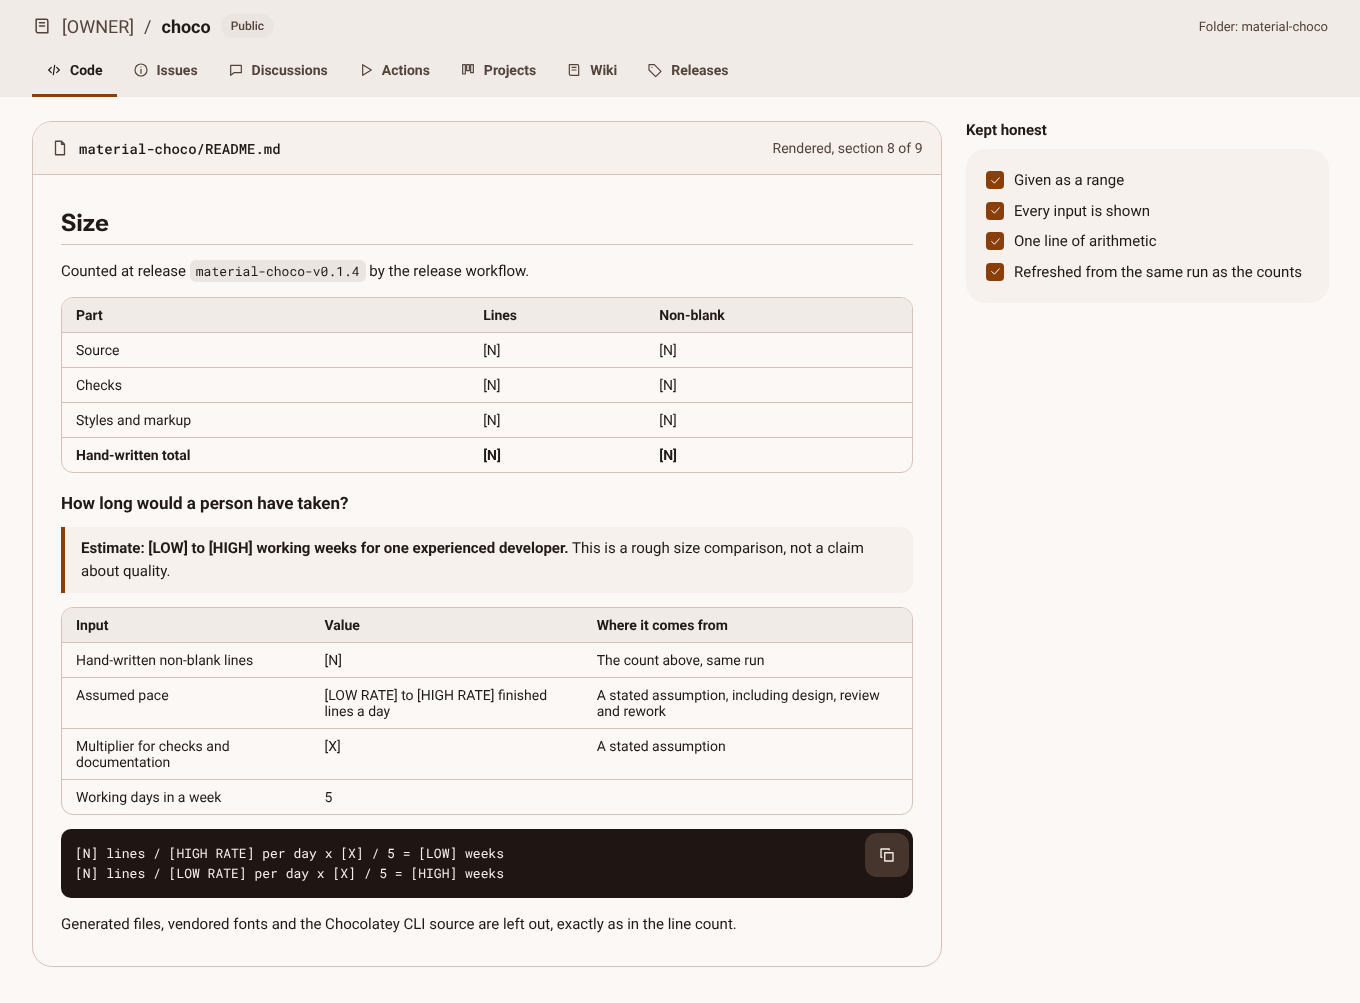 [OWNER] / choco Public
Folder: material-choco
Code Issues Discussions Actions Projects Wiki Releases
material-choco/README.md
Rendered, section 8 of 9
Size
Counted at release material-choco-v0.1.4 by the release workflow.
Part Lines Non-blank
Source [N] [N]
Checks [N] [N]
Styles and markup [N] [N]
Hand-written total [N] [N]
How long would a person have taken?
Estimate: [LOW] to [HIGH] working weeks for one experienced developer. This is a rough size comparison, not a claim
about quality.
Input Value Where it comes from
Hand-written non-blank lines [N] The count above, same run
Assumed pace [LOW RATE] to [HIGH RATE] finished A stated assumption, including design, review
lines a day and rework
Multiplier for checks and [X] A stated assumption
documentation
Working days in a week 5
[N] lines / [HIGH RATE] per day x [X] / 5 = [LOW] weeks
[N] lines / [LOW RATE] per day x [X] / 5 = [HIGH] weeks
Generated files, vendored fonts and the Chocolatey CLI source are left out, exactly as in the line count.
Kept honest
Given as a range
Every input is shown
One line of arithmetic
Refreshed from the same run as the counts